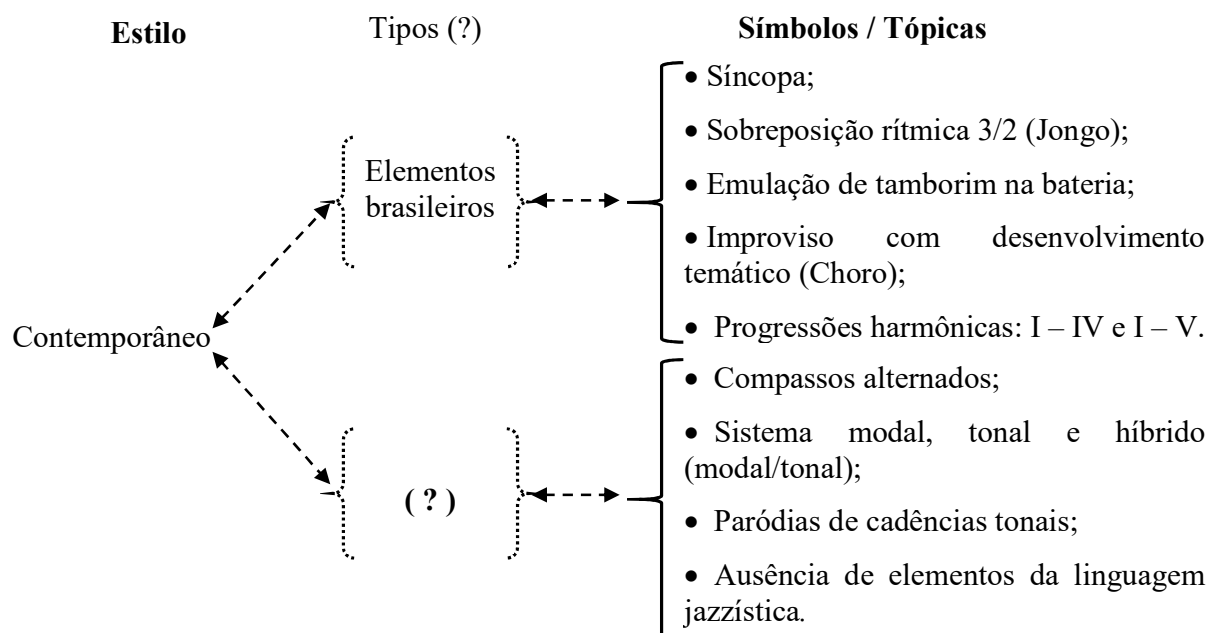 Estilo Tipos (?) Símbolos / Tópicas
• Síncopa;
• Sobreposição rítmica 3/2 (Jongo);
Elementos
brasileiros
• Emulação de tamborim na bateria;
• Improviso com desenvolvimento
temático (Choro);
Contemporâneo
• Progressões harmônicas: I – IV e I – V.
• Compassos alternados;
• Sistema modal, tonal e híbrido
(modal/tonal);
( ? )
• Paródias de cadências tonais;
• Ausência de elementos da linguagem
jazzística.